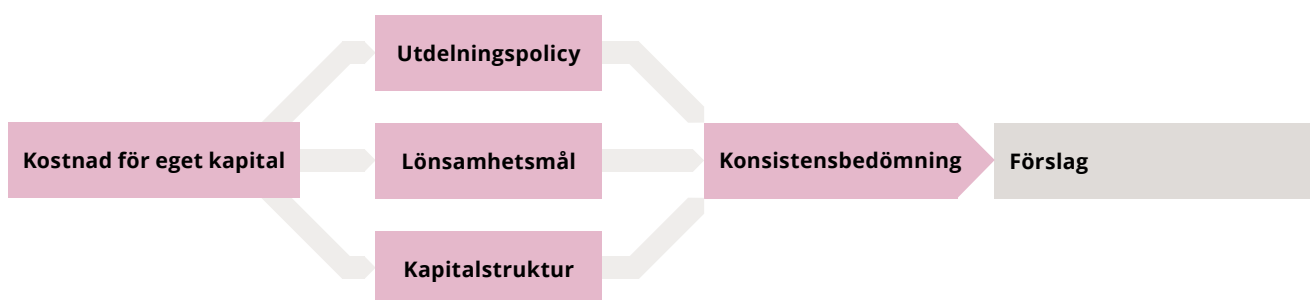 Utdelningspolicy
Kostnad för eget kapital
Lönsamhetsmål
Konsistensbedömning
Förslag
Kapitalstruktur